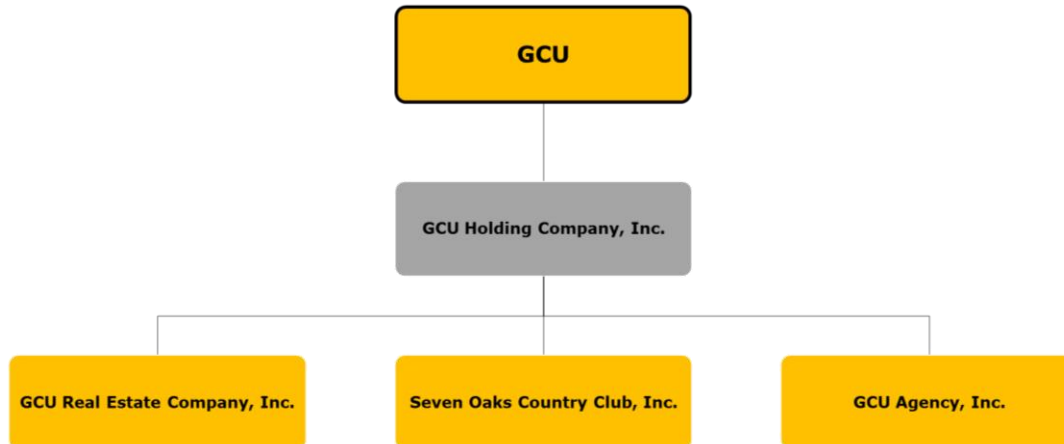 GCU
GCU Holding Company, Inc.
GCU Real Estate Company, Inc.
Seven Oaks Country Club, Inc.
GCU Agency, Inc.